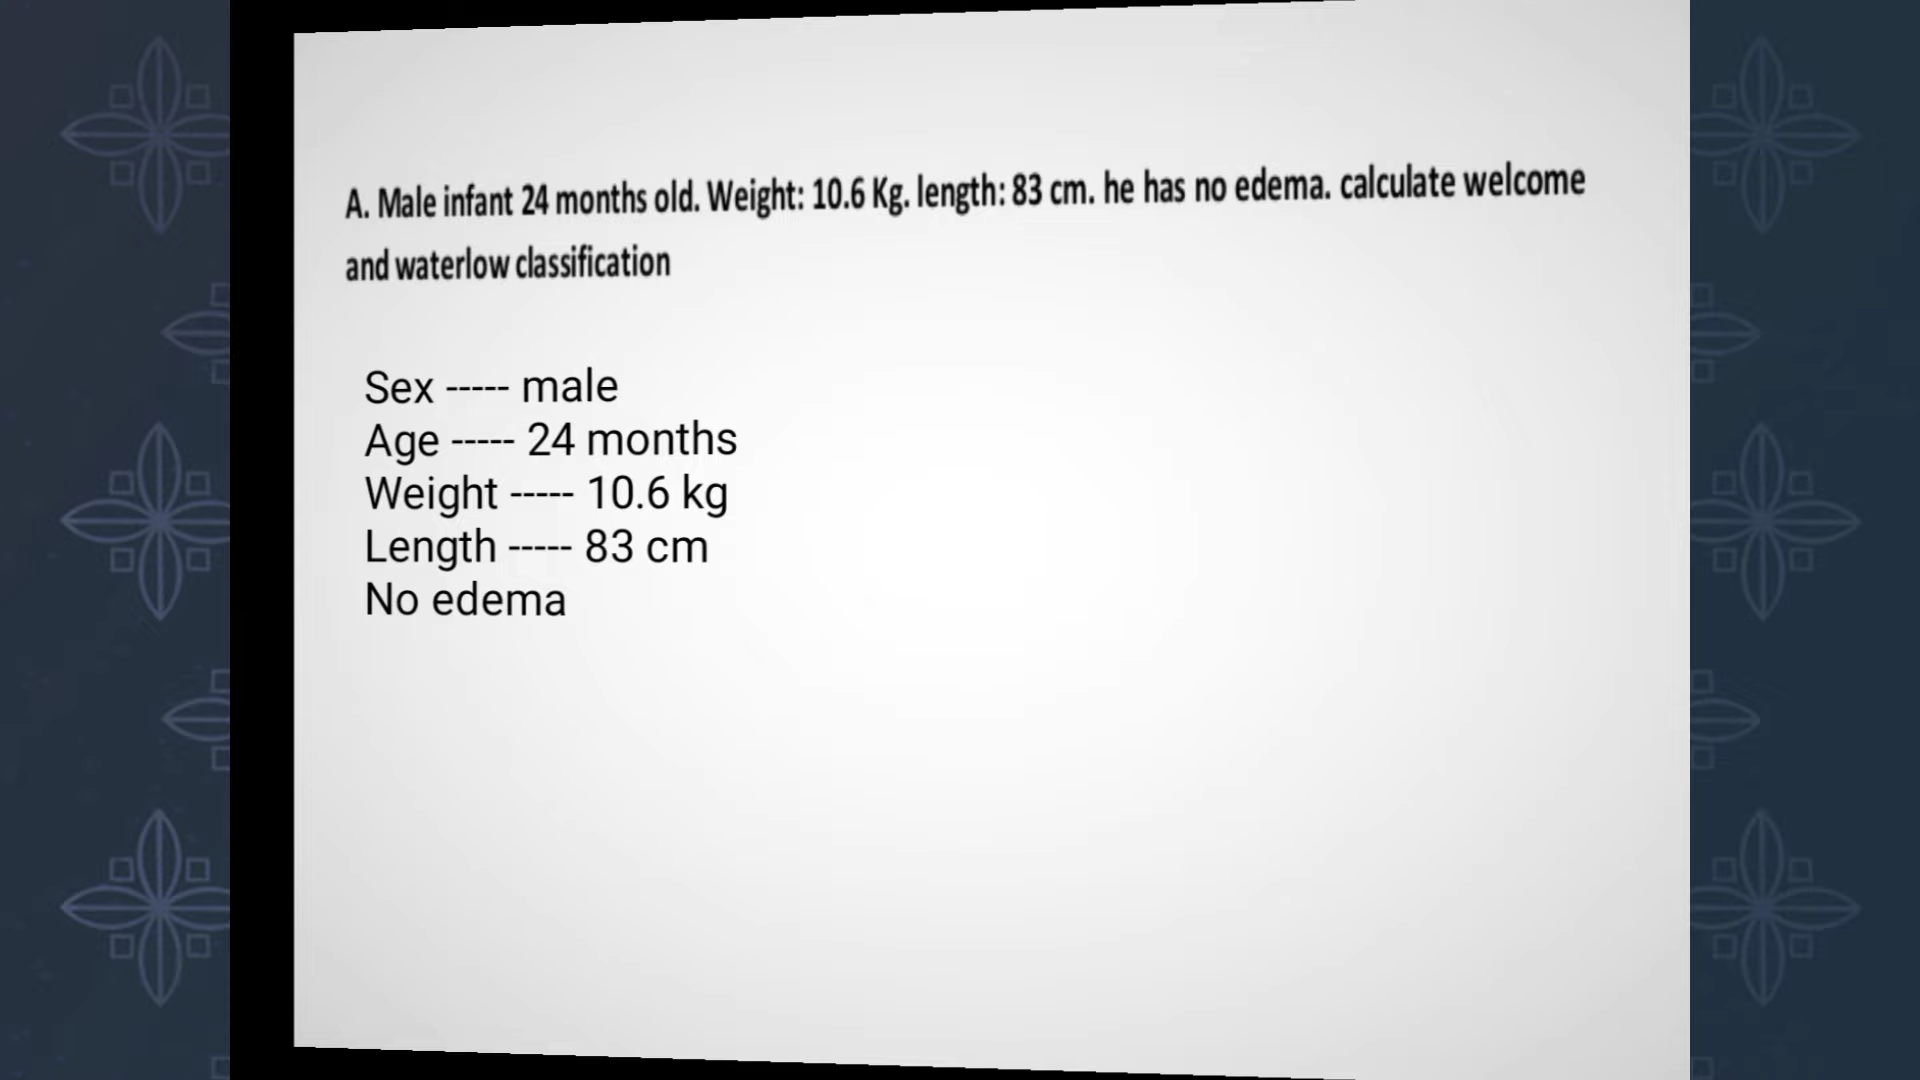 A. Male infant 24 months old. Weight: 10.6 Kg. length: 83 cm. he has no edema. calculate welcome
and waterlow classification
Sex ----- male
Age ----- 24 months
Weight ----- 10.6 kg
Length ----- 83 cm
No edema